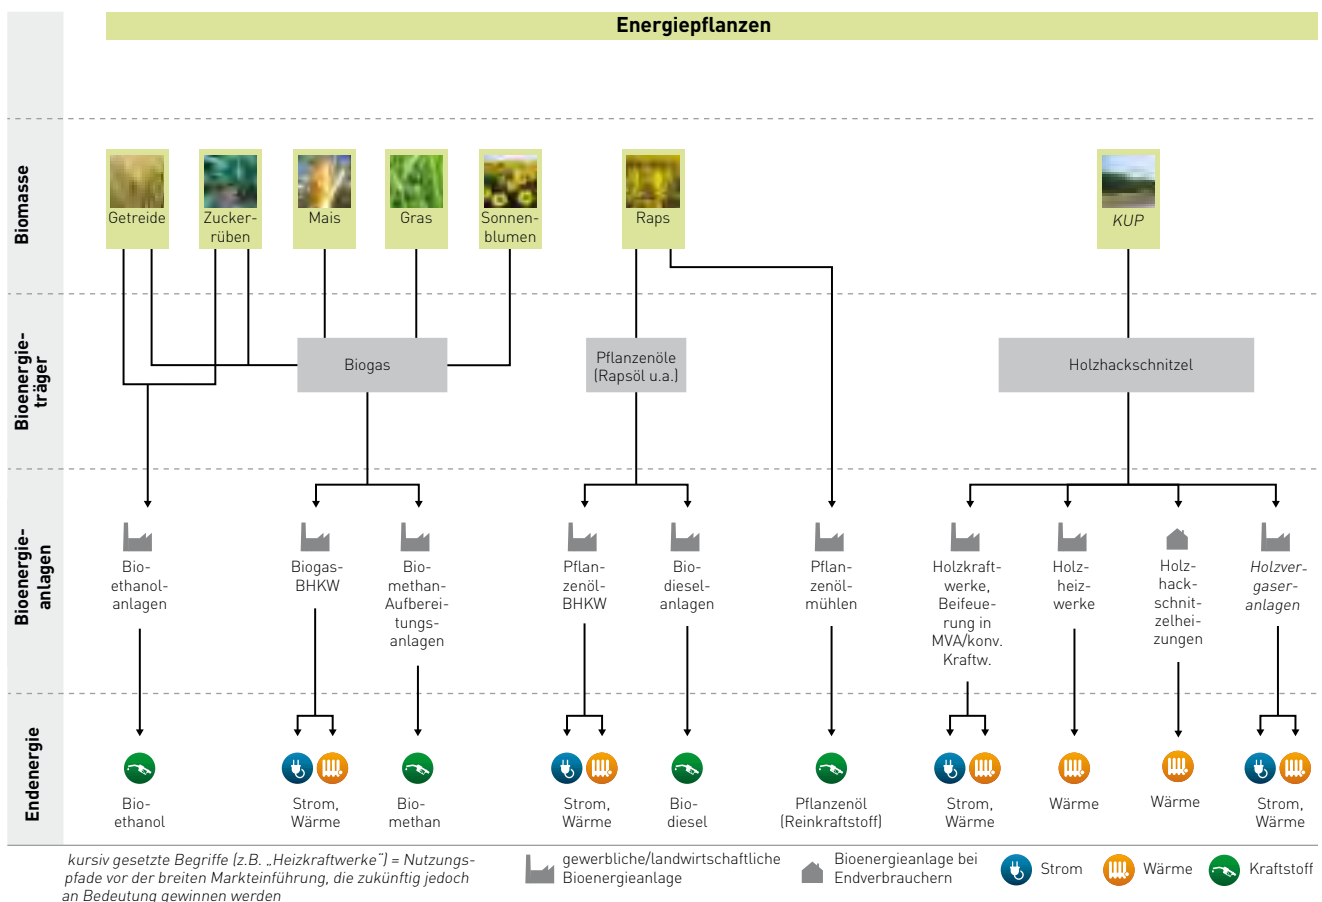 Energiepflanzen
Biomasse
Getreide
Zucker-
rüben
Mais
Gras
Sonnen-
blumen
Raps
KUP
Bioenergie-
träger
Biogas
Pflanzenöle
(Rapsöl u.a.)
Holzhackschnitzel
Bioenergie-
anlagen
Bio-
ethanol-
anlagen
Biogas-
BHKW
Bio-
methan-
Aufberei-
tungs-
anlagen
Pflan-
zenöl-
BHKW
Bio-
diesel-
anlagen
Pflan-
zenöl-
mühlen
Holzkraft-
werke,
Beifeue-
rung in
MVA/konv.
Kraftw.
Holz-
heiz-
werke
Holz-
hack-
schnit-
zelhei-
zungen
Holzver-
gaser-
anlagen
Endenergie
Bio-
ethanol
Strom,
Wärme
Bio-
methan
Strom,
Wärme
Bio-
diesel
Pflanzenöl
(Reinkraftstoff)
Strom,
Wärme
Wärme
Wärme
Strom,
Wärme
kursiv gesetzte Begriffe (z.B. „Heizkraftwerke“) = Nutzungs-
pfade vor der breiten Markteinführung, die zukünftig jedoch
an Bedeutung gewinnen werden
gewerbliche/landwirtschaftliche
Bioenergieanlage
Bioenergieanlage bei
Endverbrauchern
Strom
Wärme
Kraftstoff